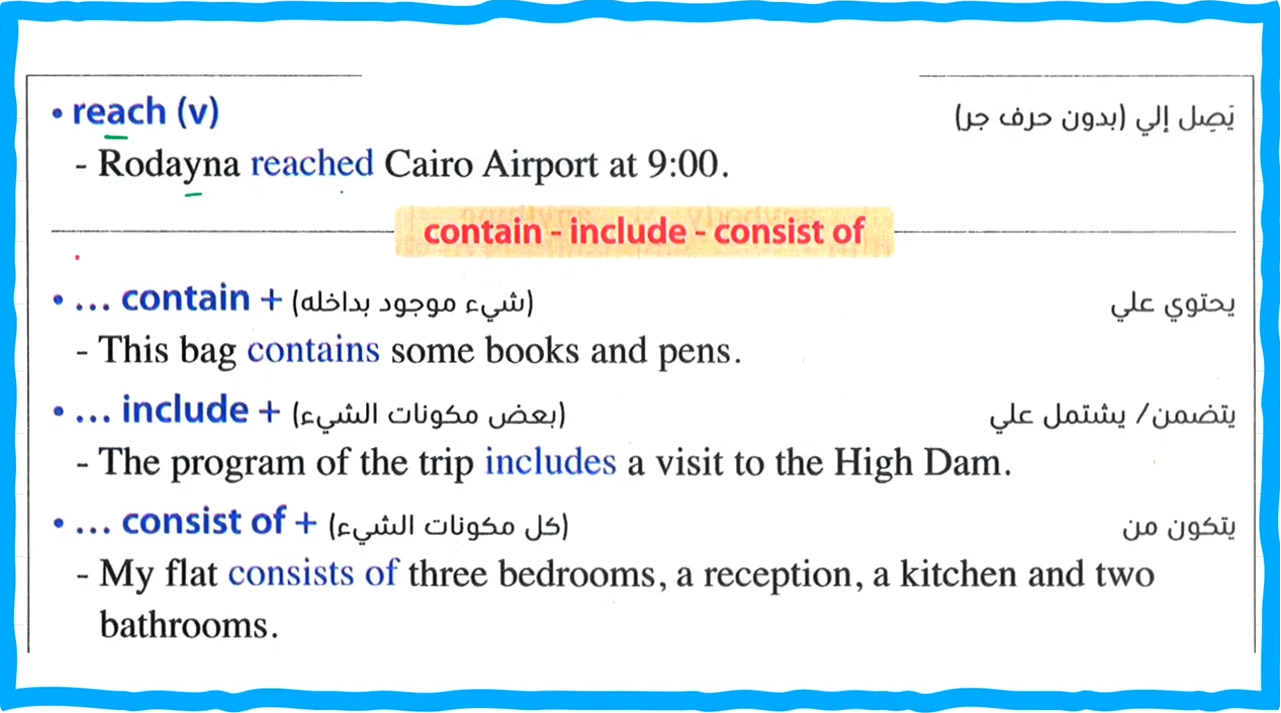 • reach (v) يَصِل إلي (بدون حرف جر)
- Rodayna reached Cairo Airport at 9:00.
contain - include - consist of
• ... contain + (شيء موجود بداخله) يحتوي علي
- This bag contains some books and pens.
• ... include + (بعض مكونات الشيء) يتضمن/ يشتمل علي
- The program of the trip includes a visit to the High Dam.
• ... consist of + (كل مكونات الشيء) يتكون من
- My flat consists of three bedrooms, a reception, a kitchen and two
bathrooms.